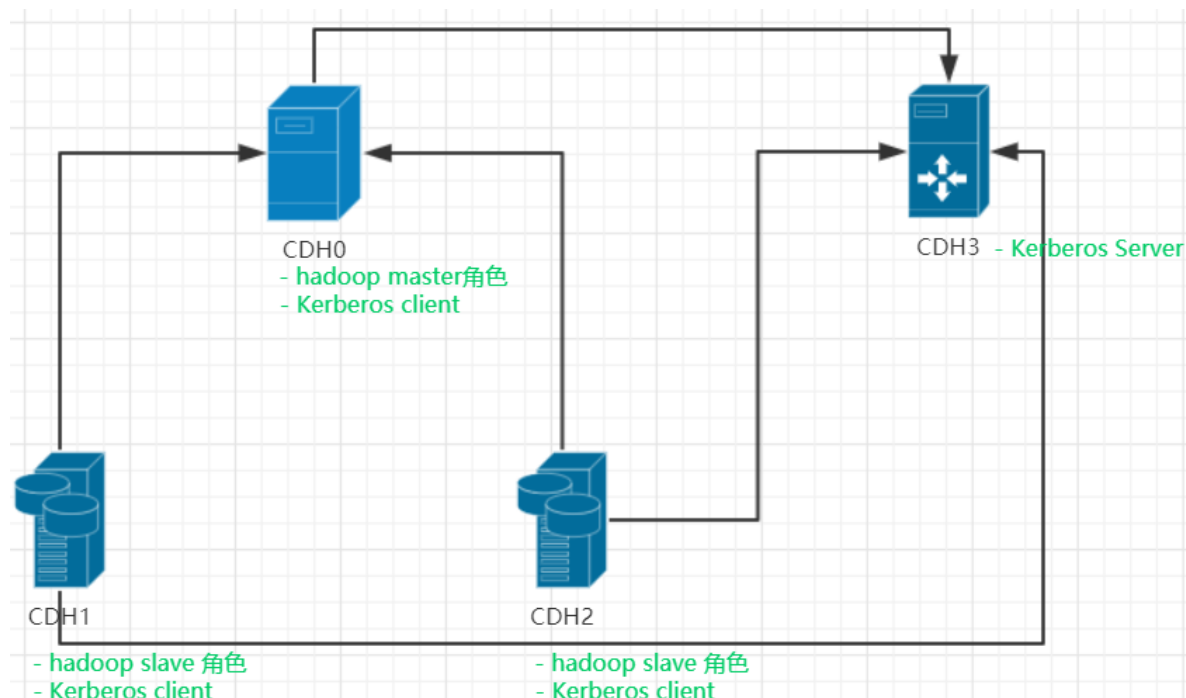 CDH0
- hadoop master角色
- Kerberos client
CDH3 - Kerberos Server
CDH1
- hadoop slave 角色
- Kerberos client
CDH2
- hadoop slave 角色
- Kerberos client